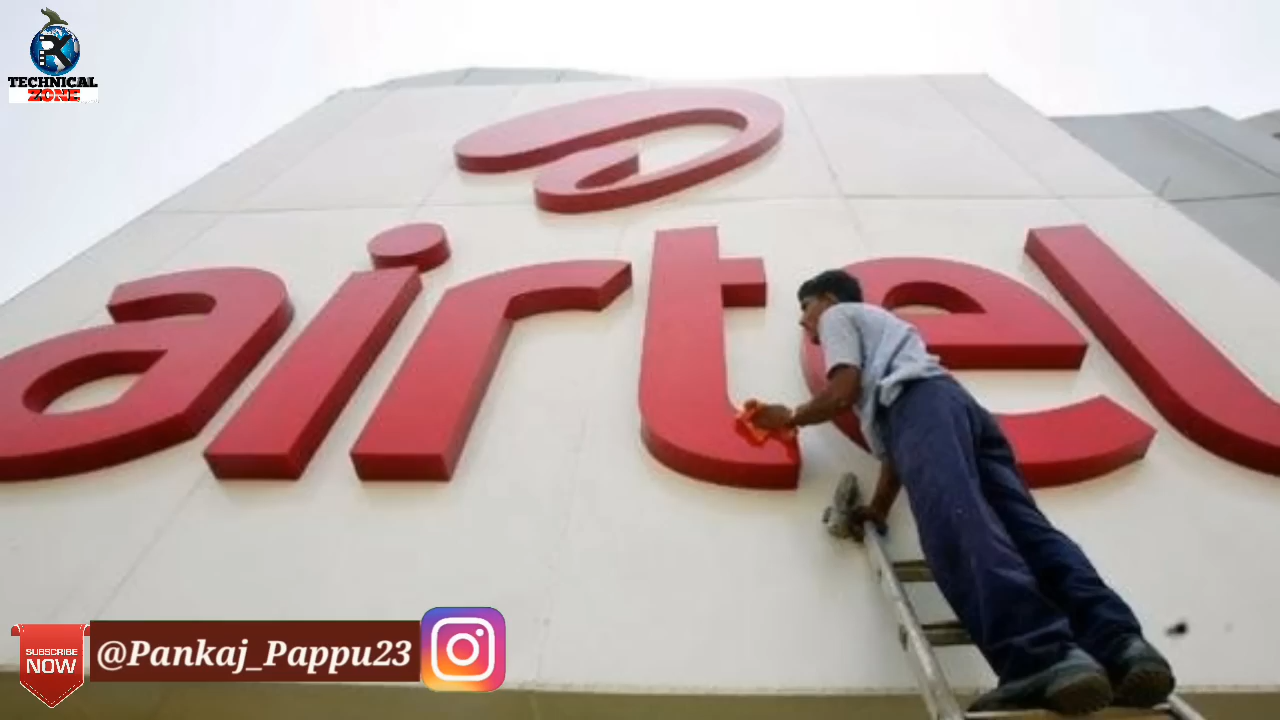 TECHNICAL
ZONE
airtel
SUBSCRIBE
NOW
@Pankaj_Pappu23